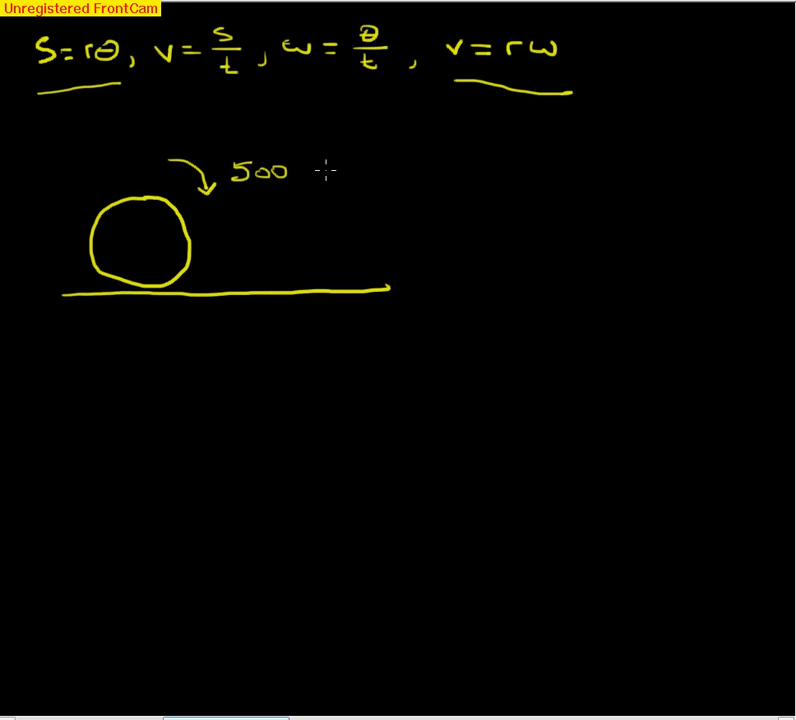 Unregistered FrontCam
S=rθ, v=s/t, ω=θ/t, v=rω
500